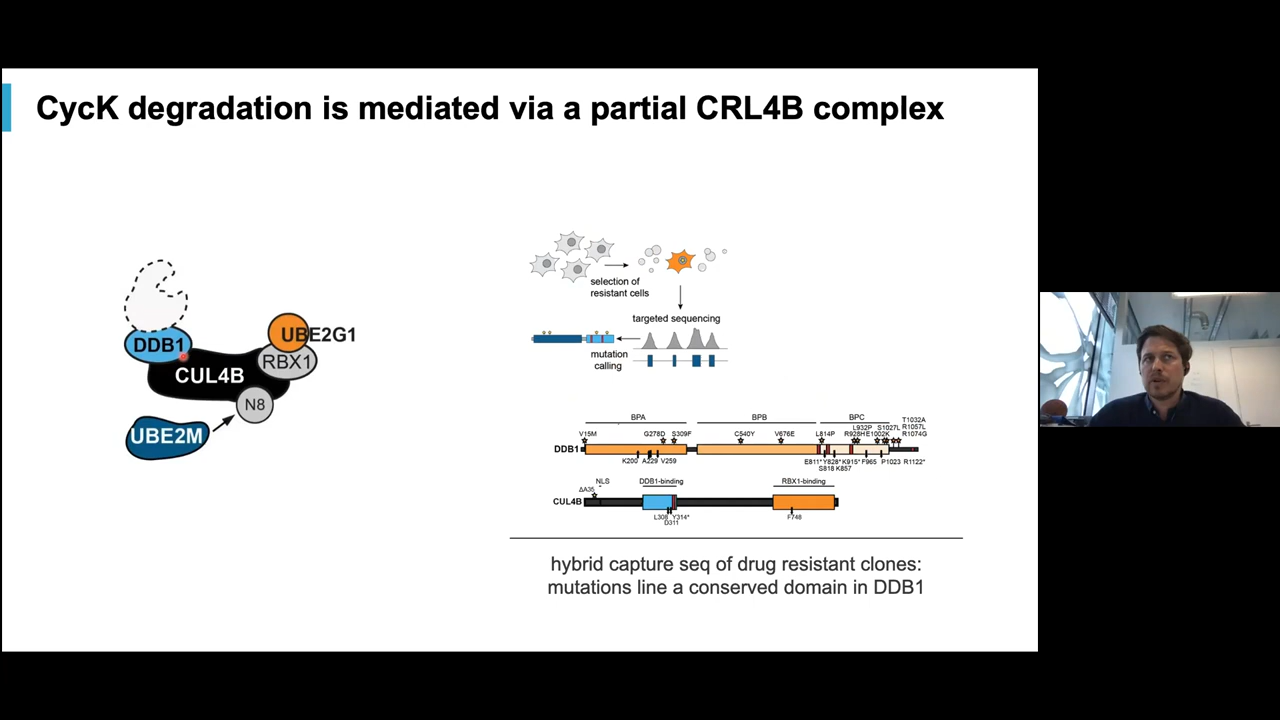 CycK degradation is mediated via a partial CRL4B complex
DDB1
CUL4B
UBE2G1
RBX1
N8
UBE2M
selection of
resistant cells
targeted sequencing
mutation
calling
BPA BPB BPC
T1032A
L932P S1027L R1057L
V15M G278D S309F C540Y V676E L814P R928H E1002K R1074G
DDB1
K200 A229 V259 E811* Y828* K915* F965 P1023 R1122*
S818 K857
NLS DDB1-binding RBX1-binding
ΔA35
CUL4B
L308 Y314* F748
D311
hybrid capture seq of drug resistant clones:
mutations line a conserved domain in DDB1